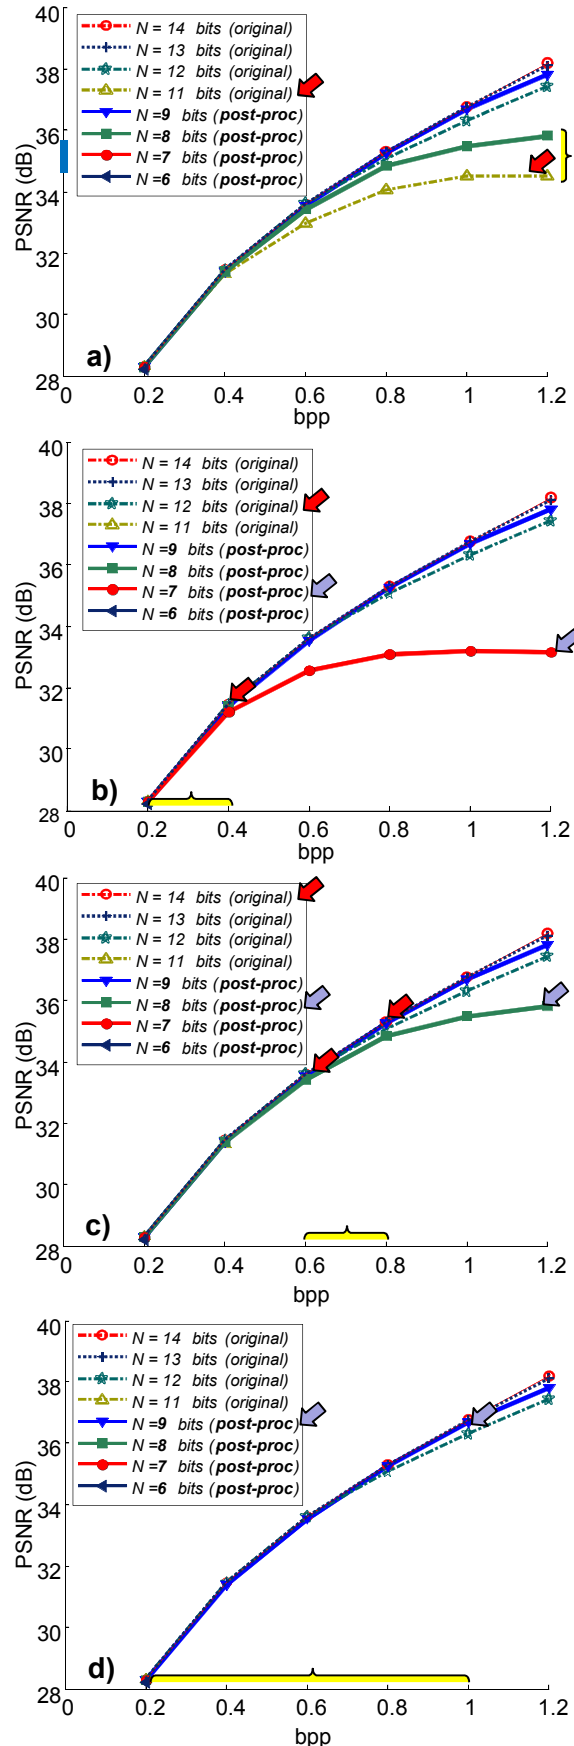 40
N = 14 bits (original)
N = 13 bits (original)
38
N = 12 bits (original)
N = 11 bits (original)
N =9 bits (post-proc)
36
N =8 bits (post-proc)
N =7 bits (post-proc)
34
N =6 bits (post-proc)
PSNR (dB)
32
30
a)
28
0 0.2 0.4 0.6 0.8 1 1.2
bpp
40
N = 14 bits (original)
N = 13 bits (original)
38
N = 12 bits (original)
N = 11 bits (original)
N =9 bits (post-proc)
36
N =8 bits (post-proc)
N =7 bits (post-proc)
34
N =6 bits (post-proc)
PSNR (dB)
32
30
b)
28
0 0.2 0.4 0.6 0.8 1 1.2
bpp
40
N = 14 bits (original)
N = 13 bits (original)
38
N = 12 bits (original)
N = 11 bits (original)
N =9 bits (post-proc)
36
N =8 bits (post-proc)
N =7 bits (post-proc)
34
N =6 bits (post-proc)
PSNR (dB)
32
30
c)
28
0 0.2 0.4 0.6 0.8 1 1.2
bpp
40
N = 14 bits (original)
N = 13 bits (original)
38
N = 12 bits (original)
N = 11 bits (original)
N =9 bits (post-proc)
36
N =8 bits (post-proc)
N =7 bits (post-proc)
34
N =6 bits (post-proc)
PSNR (dB)
32
30
d)
28
0 0.2 0.4 0.6 0.8 1 1.2
bpp